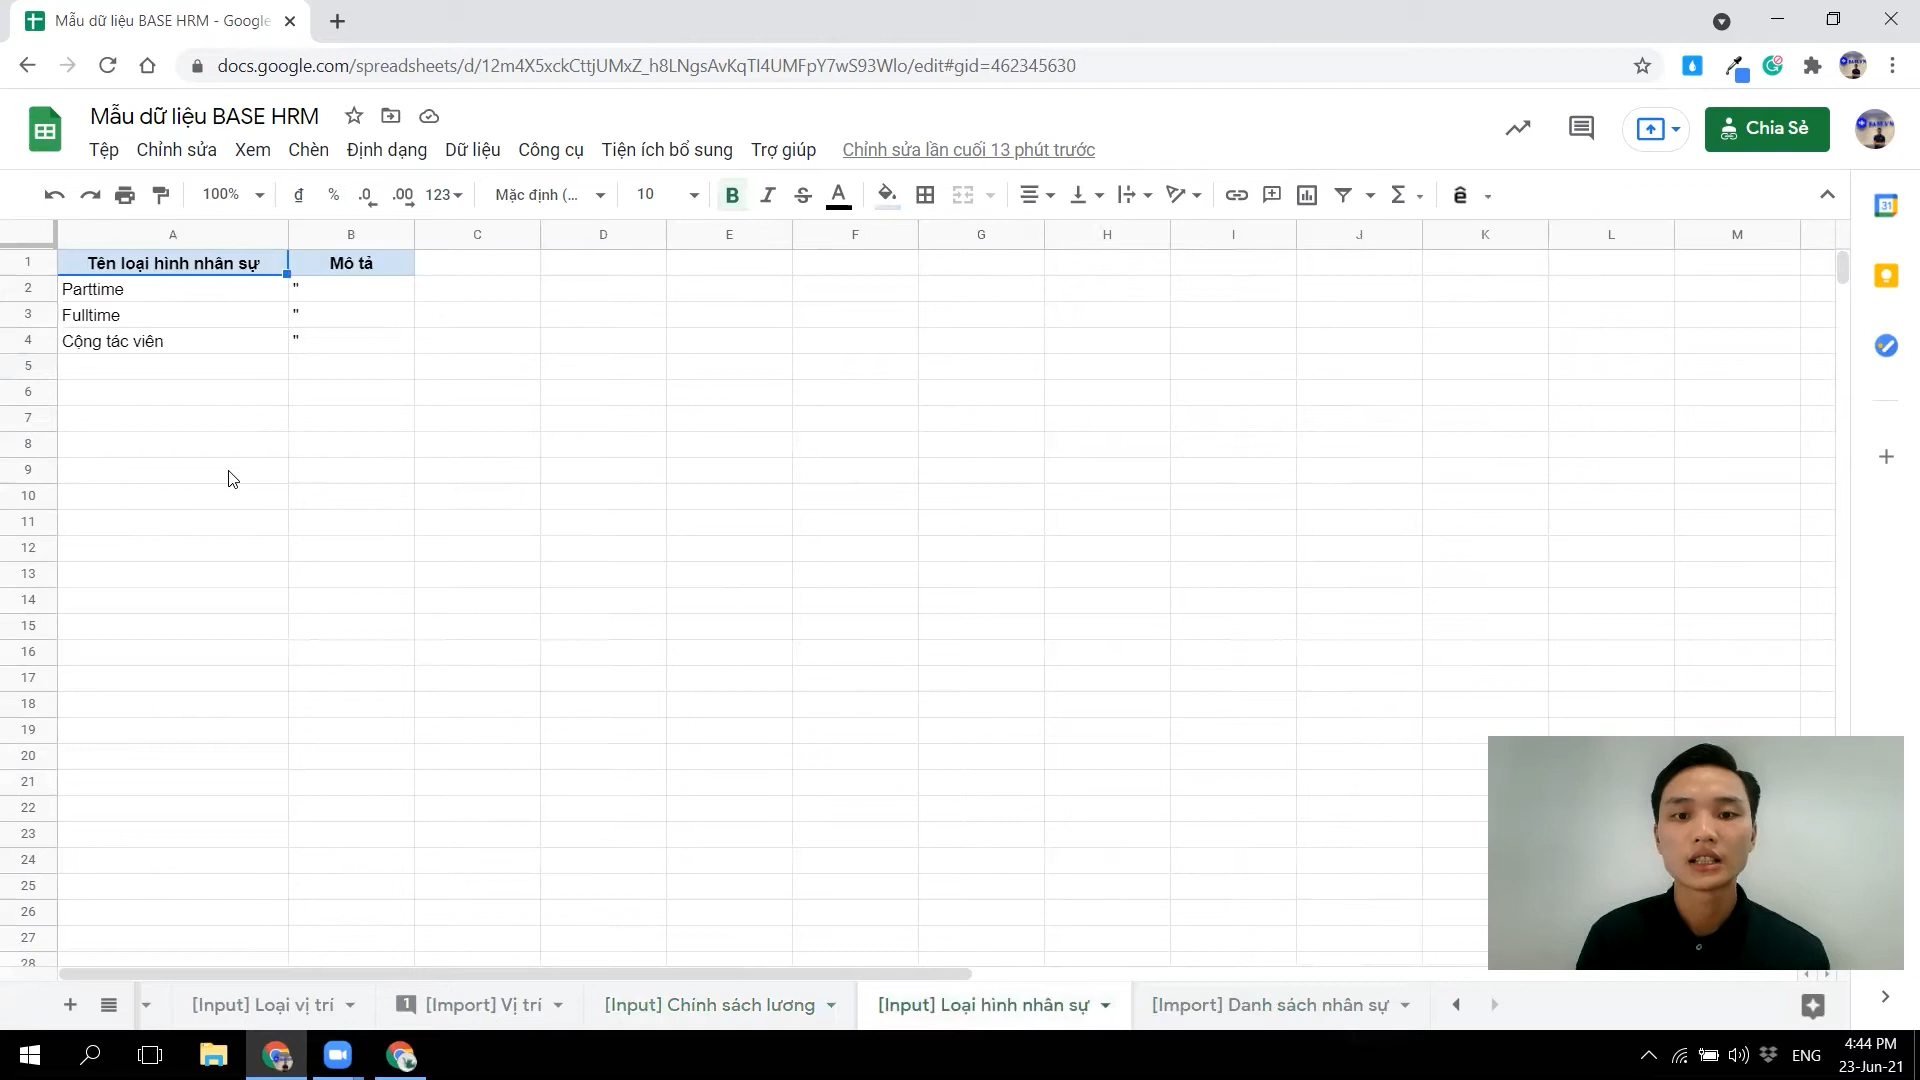 Mẫu dữ liệu BASE HRM - Google
docs.google.com/spreadsheets/d/12m4X5xckCttjUMxZ_h8LNgsAvKqTI4UMFpY7wS93Wlo/edit#gid=462345630
Mẫu dữ liệu BASE HRM
Chia Sẻ
Tệp Chỉnh sửa Xem Chèn Định dạng Dữ liệu Công cụ Tiện ích bổ sung Trợ giúp Chỉnh sửa lần cuối 13 phút trước
100% đ % .0 .00 123 Mặc định (... 10 B I S A Σ ê
31
A B C D E F G H I J K L M
1 Tên loại hình nhân sự Mô tả
2 Parttime "
3 Fulltime "
4 Cộng tác viên "
5
6
7
8
9
10
11
12
13
14
15
16
17
18
19
20
21
22
23
24
25
26
27
28
[Input] Loại vị trí 1 [Import] Vị trí [Input] Chính sách lương [Input] Loại hình nhân sự [Import] Danh sách nhân sự
ENG
4:44 PM
23-Jun-21